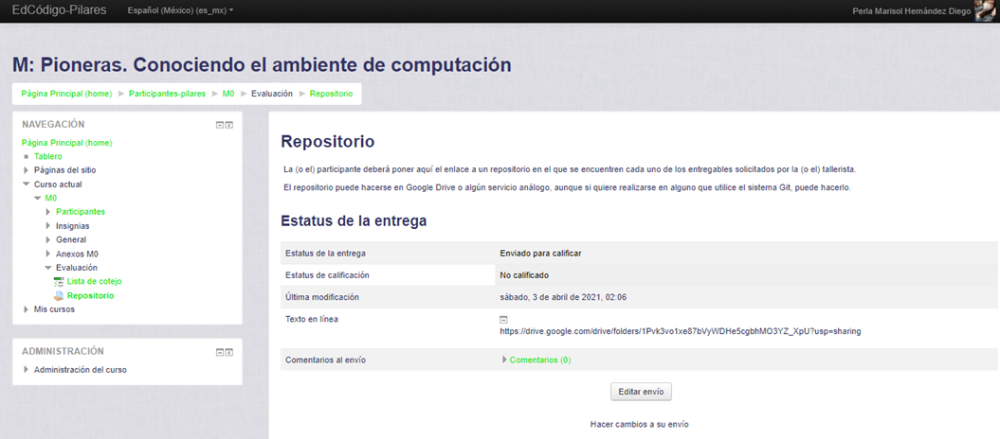 EdCódigo-Pilares Español (México) (es_mx) Perla Marisol Hernández Diego
M: Pioneras. Conociendo el ambiente de computación
Página Principal (home) Participantes-pilares M0 Evaluación Repositorio
NAVEGACIÓN
Página Principal (home)
Tablero
Páginas del sitio
Curso actual
M0
Participantes
Insignias
General
Anexos M0
Evaluación
Lista de cotejo
Repositorio
Mis cursos
ADMINISTRACIÓN
Administración del curso
Repositorio
La (o el) participante deberá poner aquí el enlace a un repositorio en el que se encuentren cada uno de los entregables solicitados por la (o el) tallerista.
El repositorio puede hacerse en Google Drive o algún servicio análogo, aunque si quiere realizarse en alguno que utilice el sistema Git, puede hacerlo.
Estatus de la entrega
Estatus de la entrega Enviado para calificar
Estatus de calificación No calificado
Última modificación sábado, 3 de abril de 2021, 02:06
Texto en línea
https://drive.google.com/drive/folders/1Pvk3vo1xe87bVyWDHe5cgbhMO3YZ_XpU?usp=sharing
Comentarios al envío Comentarios (0)
Editar envío
Hacer cambios a su envío